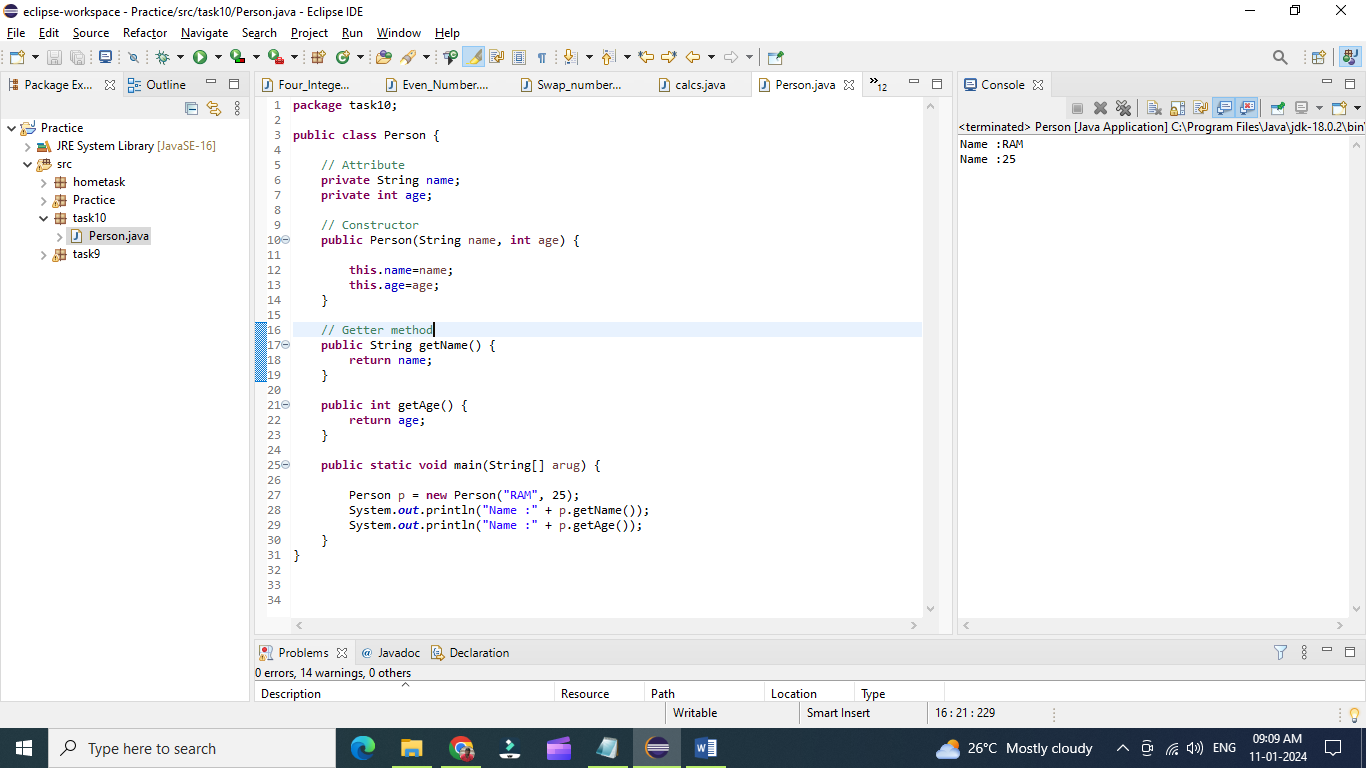 eclipse-workspace - Practice/src/task10/Person.java - Eclipse IDE
File Edit Source Refactor Navigate Search Project Run Window Help
Package Ex... Outline
Practice
JRE System Library [JavaSE-16]
src
hometask
Practice
task10
Person.java
task9
Four_Intege... Even_Number.... Swap_number... calcs.java Person.java »12
1 package task10;
2
3 public class Person {
4
5 // Attribute
6 private String name;
7 private int age;
8
9 // Constructor
10 public Person(String name, int age) {
11
12 this.name=name;
13 this.age=age;
14 }
15
16 // Getter method
17 public String getName() {
18 return name;
19 }
20
21 public int getAge() {
22 return age;
23 }
24
25 public static void main(String[] arug) {
26
27 Person p = new Person("RAM", 25);
28 System.out.println("Name :" + p.getName());
29 System.out.println("Name :" + p.getAge());
30 }
31 }
32
33
34
Console
<terminated> Person [Java Application] C:\Program Files\Java\jdk-18.0.2\bin\
Name :RAM
Name :25
Problems @ Javadoc Declaration
0 errors, 14 warnings, 0 others
Description Resource Path Location Type
Writable Smart Insert 16 : 21 : 229
Type here to search
26°C Mostly cloudy ENG
09:09 AM
11-01-2024